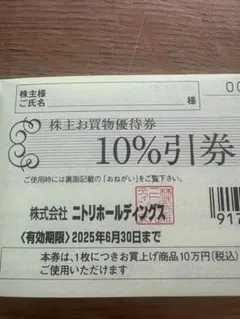 株主様
ご氏名
様
00
株主お買物優待券
10%引券
ご使用時には裏面記載の「おねがい」をご覧下さい。
株式会社 ニトリホールディングス
917
〈有効期限〉2025年6月30日まで
本券は、1枚につきお買上げ商品10万円(税込)
ご使用いただけます